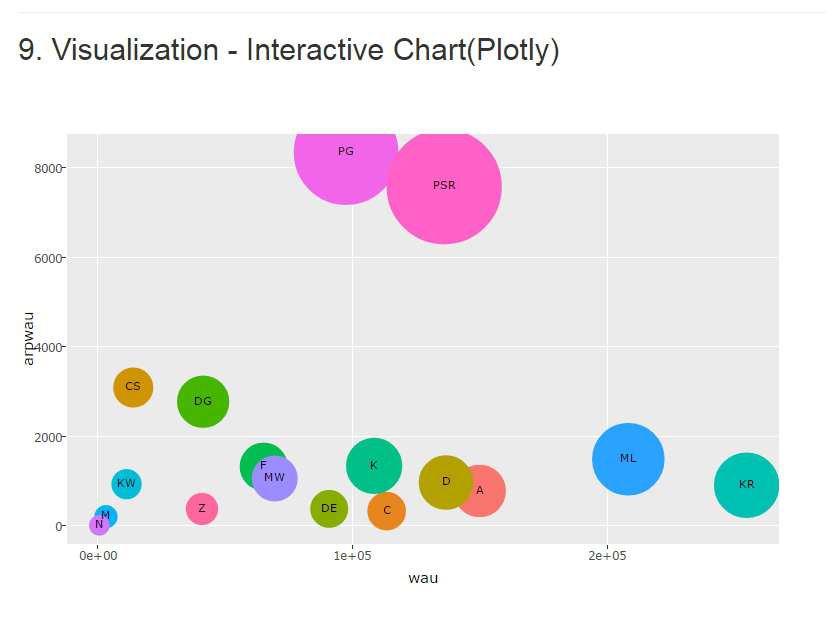 9. Visualization - Interactive Chart(Plotly)
8000
PG
PSR
6000
arpwau
4000
CS
DG
2000
F
K
ML
MW
KW
D
KR
A
Z
DE
C
M
N
0
0e+00
1e+05
2e+05
wau